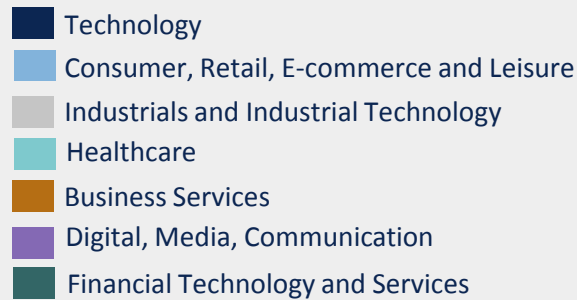 Technology
Consumer, Retail, E-commerce and Leisure
Industrials and Industrial Technology
Healthcare
Business Services
Digital, Media, Communication
Financial Technology and Services